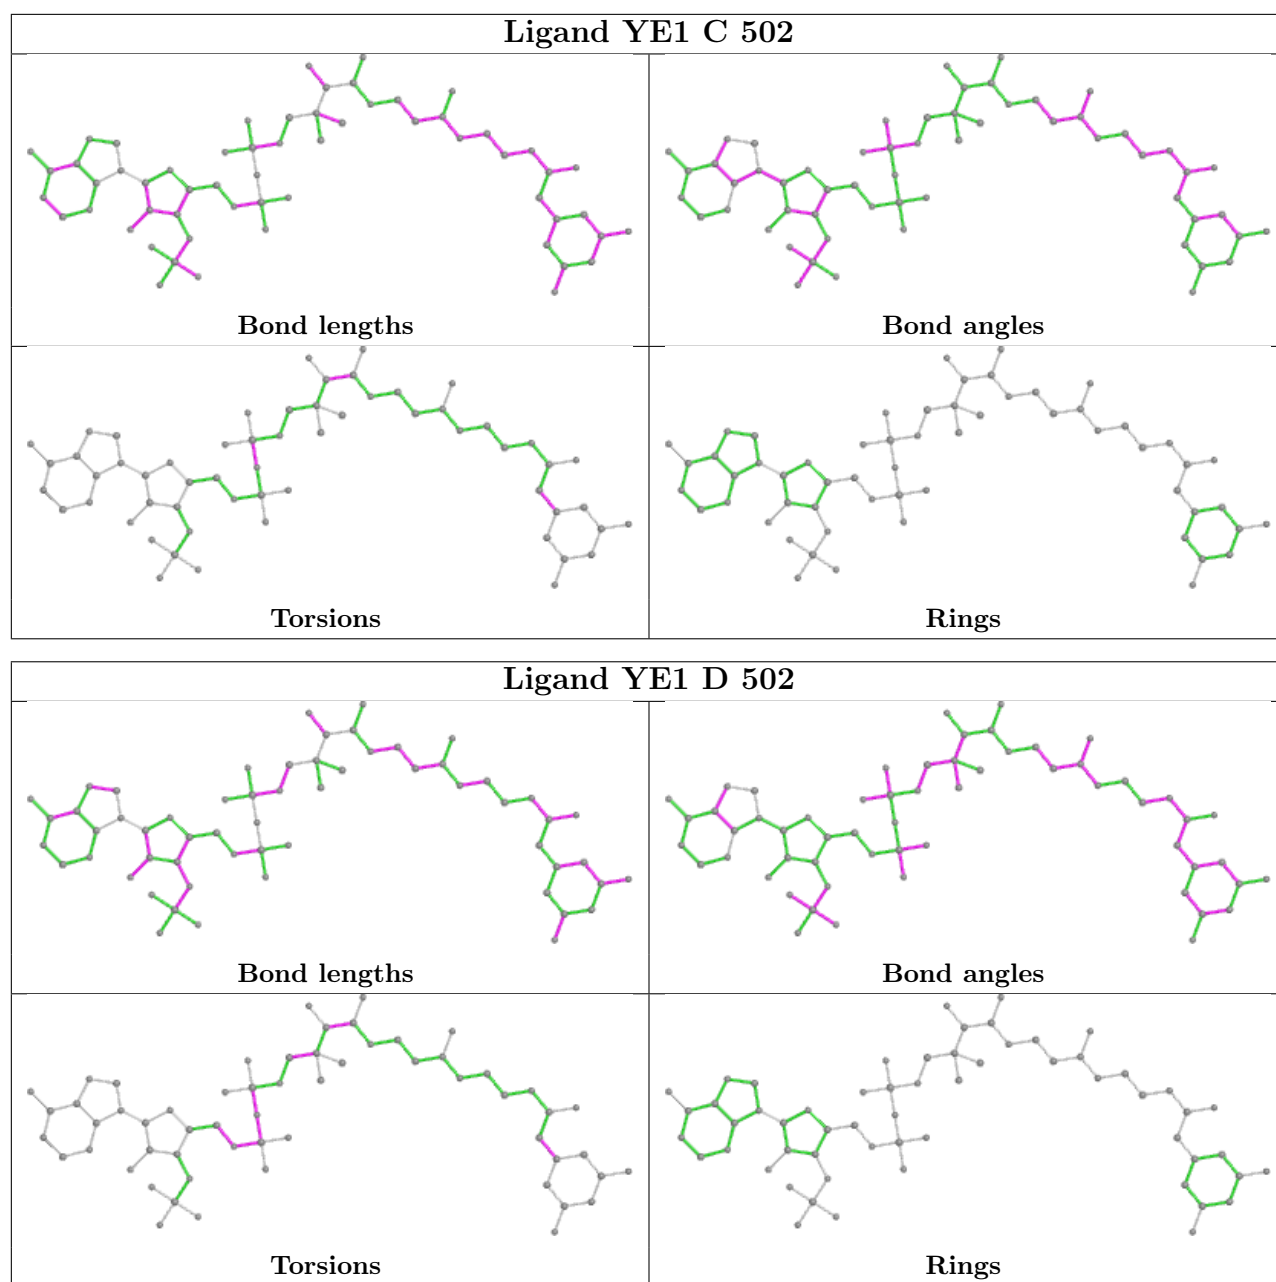 Ligand YE1 C 502
Bond lengths
Bond angles
Torsions
Rings
Ligand YE1 D 502
Bond lengths
Bond angles
Torsions
Rings